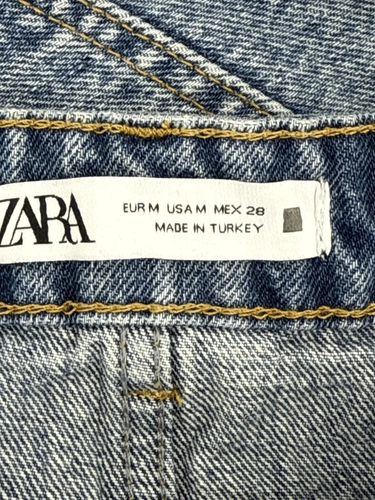 ZARA
EUR M USA M MEX 28
MADE IN TURKEY